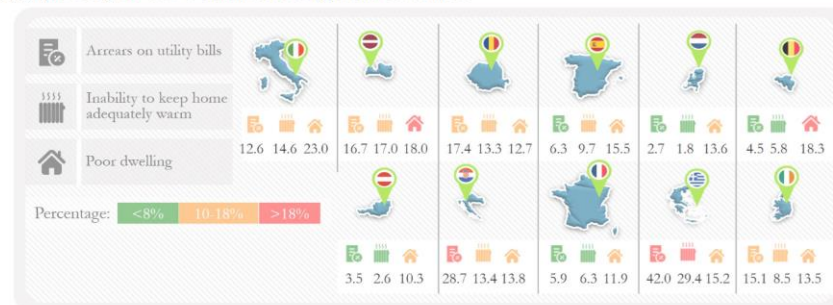 Arrears on utility bills
Inability to keep home
adequately warm
Poor dwelling
12.6 14.6 23.0
16.7 17.0 18.0
17.4 13.3 12.7
6.3 9.7 15.5
2.7 1.8 13.6
4.5 5.8 18.3
Percentage: <8% 10-18% >18%
3.5 2.6 10.3
28.7 13.4 13.8
5.9 6.3 11.9
42.0 29.4 15.2
15.1 8.5 13.5